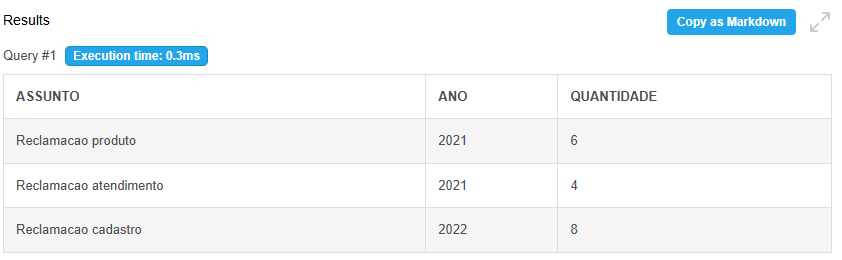 Results Copy as Markdown
Query #1 Execution time: 0.3ms
ASSUNTO ANO QUANTIDADE
Reclamacao produto 2021 6
Reclamacao atendimento 2021 4
Reclamacao cadastro 2022 8